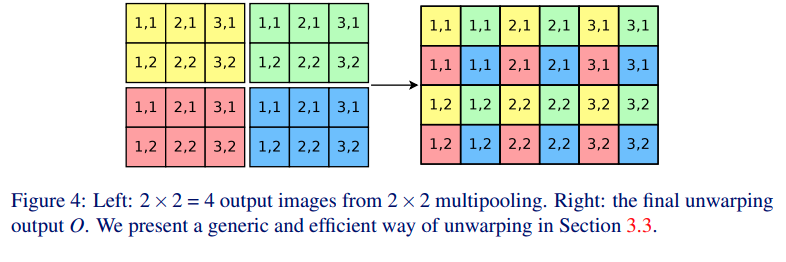 1,1 2,1 3,1 1,1 2,1 3,1
1,2 2,2 3,2 1,2 2,2 3,2
1,1 2,1 3,1 1,1 2,1 3,1
1,2 2,2 3,2 1,2 2,2 3,2
1,1 1,1 2,1 2,1 3,1 3,1
1,1 1,1 2,1 2,1 3,1 3,1
1,2 1,2 2,2 2,2 3,2 3,2
1,2 1,2 2,2 2,2 3,2 3,2
Figure 4: Left: 2 × 2 = 4 output images from 2 × 2 multipooling. Right: the final unwarping
output O. We present a generic and efficient way of unwarping in Section 3.3.